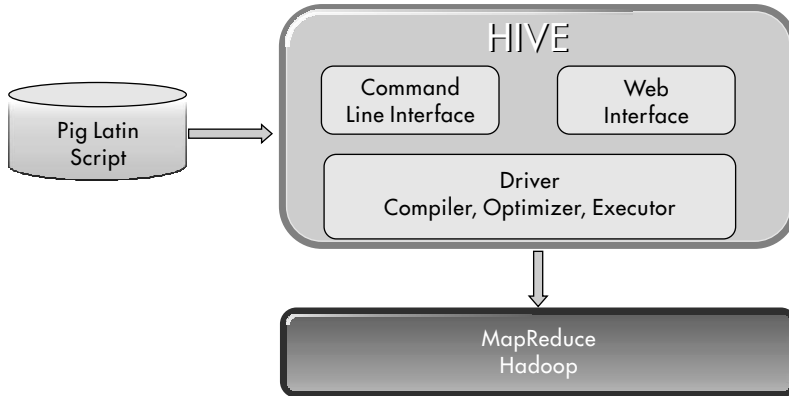 HIVE
Command
Line Interface
Web
Interface
Pig Latin
Script
Driver
Compiler, Optimizer, Executor
MapReduce
Hadoop